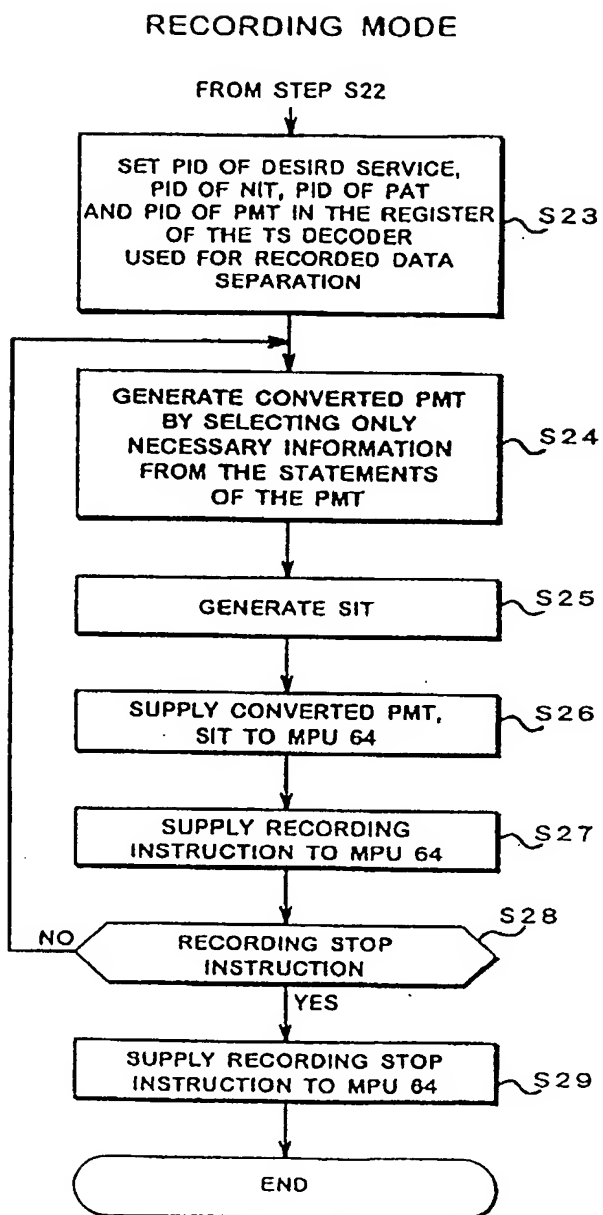 RECORDING MODE
FROM STEP S22
SET PID OF DESIRD SERVICE,
PID OF NIT, PID OF PAT
AND PID OF PMT IN THE REGISTER
OF THE TS DECODER
USED FOR RECORDED DATA
SEPARATION
S23
GENERATE CONVERTED PMT
BY SELECTING ONLY
NECESSARY INFORMATION
FROM THE STATEMENTS
OF THE PMT
S24
GENERATE SIT
S25
SUPPLY CONVERTED PMT,
SIT TO MPU 64
S26
SUPPLY RECORDING
INSTRUCTION TO MPU 64
S27
S28
NO
RECORDING STOP
INSTRUCTION
YES
SUPPLY RECORDING STOP
INSTRUCTION TO MPU 64
S29
END